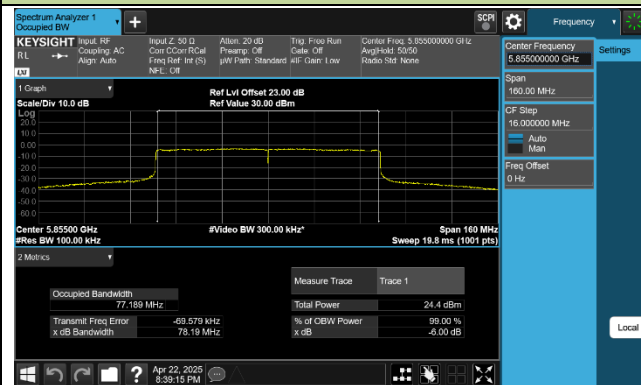 Spectrum Analyzer 1
Occupied BW
SCPI
Frequency
KEYSIGHT
RL
LXI
Input: RF
Coupling: AC
Align: Auto
Input Z: 50 Ω
Corr CCorr RCal
Freq Ref: Int (S)
NFE: Off
Atten: 20 dB
Preamp: Off
µW Path: Standard
Trig: Free Run
Gate: Off
#IF Gain: Low
Center Freq: 5.855000000 GHz
Avg|Hold: 50/50
Radio Std: None
Center Frequency
5.855000000 GHz
Settings
Span
160.00 MHz
CF Step
16.000000 MHz
Auto
Man
Freq Offset
0 Hz
1 Graph
Scale/Div 10.0 dB
Ref Lvl Offset 23.00 dB
Ref Value 30.00 dBm
Log
20.0
10.0
0.00
-10.0
-20.0
-30.0
-40.0
-50.0
-60.0
Center 5.85500 GHz
#Res BW 100.00 kHz
#Video BW 300.00 kHz*
Span 160 MHz
Sweep 19.8 ms (1001 pts)
2 Metrics
Measure Trace Trace 1
Occupied Bandwidth
77.189 MHz
Total Power 24.4 dBm
Transmit Freq Error -69.579 kHz
% of OBW Power 99.00 %
x dB Bandwidth 78.19 MHz
x dB -6.00 dB
Local
Apr 22, 2025
8:39:15 PM